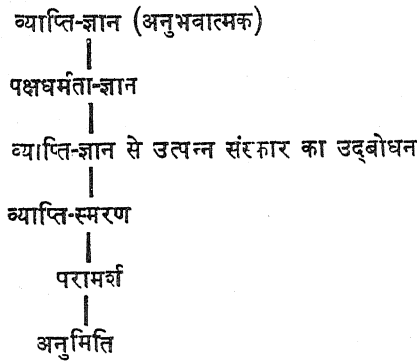 व्याप्ति-ज्ञान (अनुभवात्मक)
पक्षधर्मता-ज्ञान
व्याप्ति-ज्ञान से उत्पन्न संस्कार का उद्‌बोधन
व्याप्ति-स्मरण
परामर्श
अनुमिति